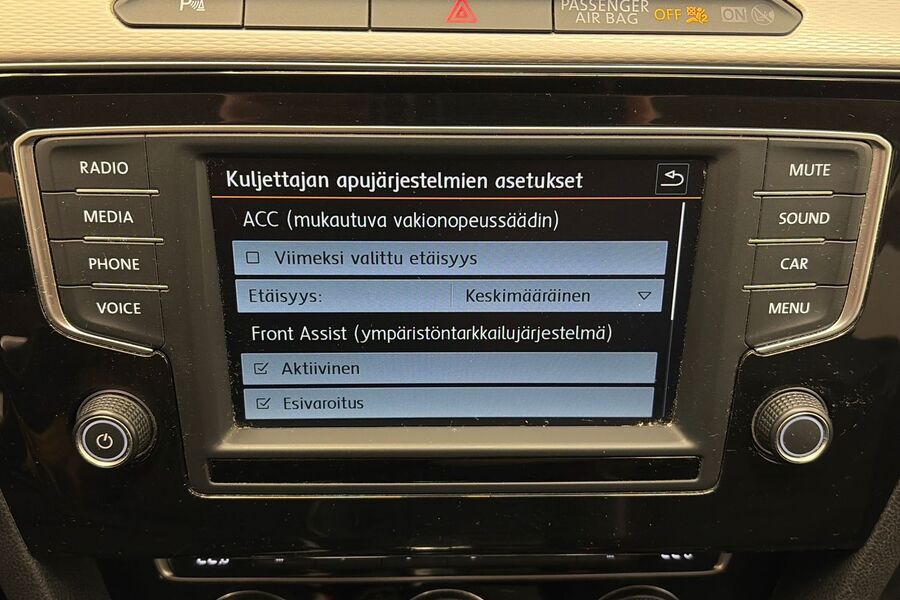 P
PASSENGER
AIR BAG OFF ON
RADIO
MEDIA
PHONE
VOICE
Kuljettajan apujärjestelmien asetukset
ACC (mukautuva vakionopeussäädin)
Viimeksi valittu etäisyys
Etäisyys: Keskimääräinen
Front Assist (ympäristöntarkkailujärjestelmä)
Aktiivinen
Esivaroitus
MUTE
SOUND
CAR
MENU